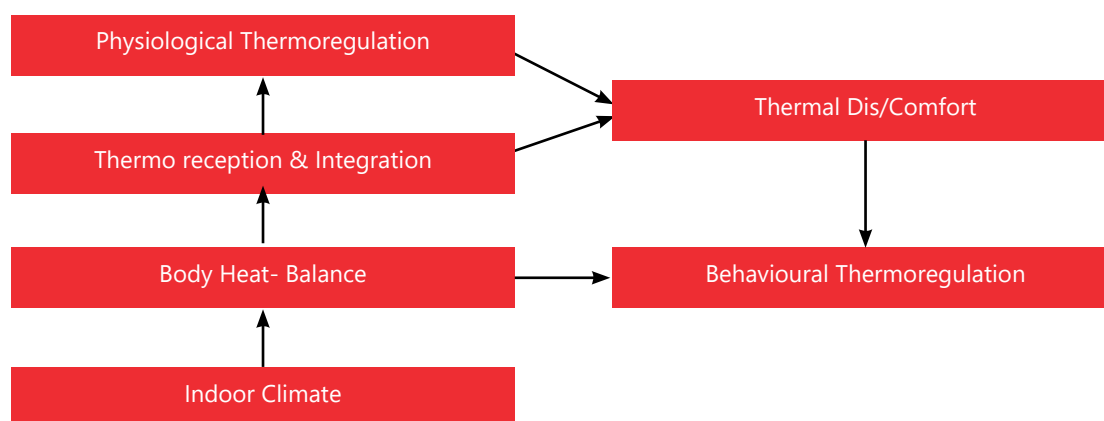 Physiological Thermoregulation
Thermal Dis/Comfort
Thermo reception & Integration
Body Heat- Balance
Behavioural Thermoregulation
Indoor Climate